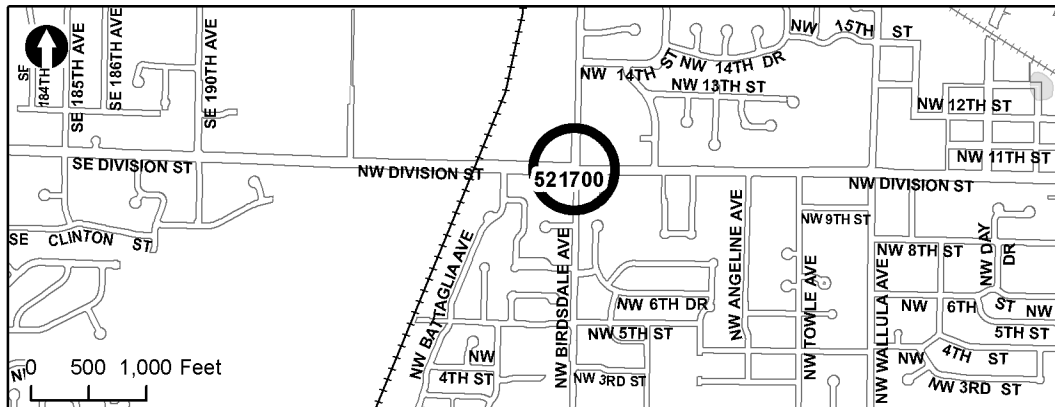 NW 15TH ST
NW 14TH ST
NW 14TH DR
NW 13TH ST
NW 12TH ST
NW 11TH ST
SE
184TH
SE 185TH AVE
SE 186TH AVE
SE 190TH AVE
SE DIVISION ST
NW DIVISION ST
521700
NW DIVISION ST
SE CLINTON ST
NW 9TH ST
NW 8TH ST
NW DAY DR
NW BATTAGLIA AVE
NW BIRDSDALE AVE
NW ANGELINE AVE
NW TOWLE AVE
NW WALLULA AVE
NW 6TH DR
NW 6TH ST
NW
5TH ST
NW 5TH ST
NW
4TH ST
NW 4TH ST
NW 3RD ST
NW 3RD ST
0 500 1,000 Feet